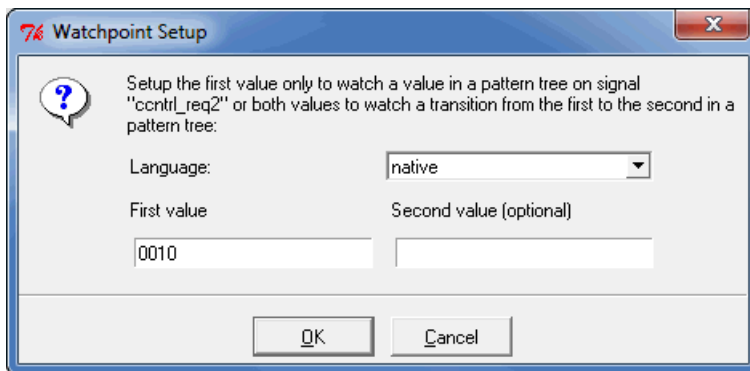 Watchpoint Setup
Setup the first value only to watch a value in a pattern tree on signal
"ccntrl_req2" or both values to watch a transition from the first to the second in a
pattern tree:
Language: native
First value Second value (optional)
0010
OK Cancel